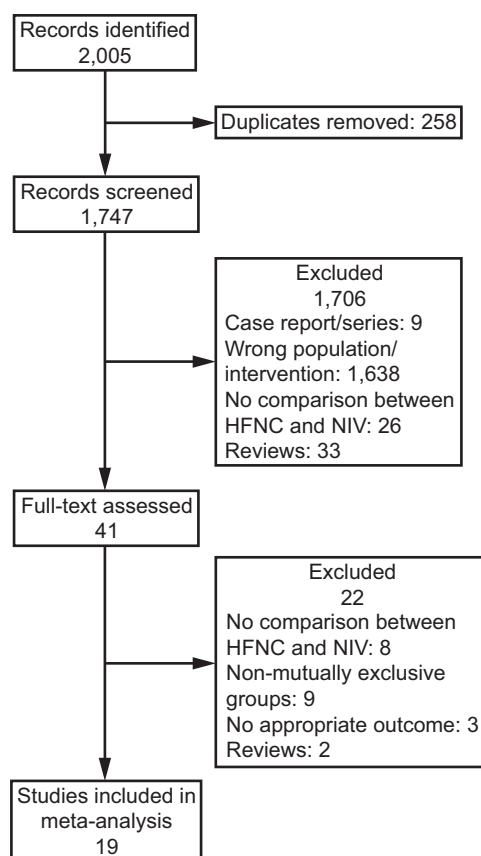 Records identified
2,005
Duplicates removed: 258
Records screened
1,747
Excluded
1,706
Case report/series: 9
Wrong population/
intervention: 1,638
No comparison between
HFNC and NIV: 26
Reviews: 33
Full-text assessed
41
Excluded
22
No comparison between
HFNC and NIV: 8
Non-mutually exclusive
groups: 9
No appropriate outcome: 3
Reviews: 2
Studies included in
meta-analysis
19